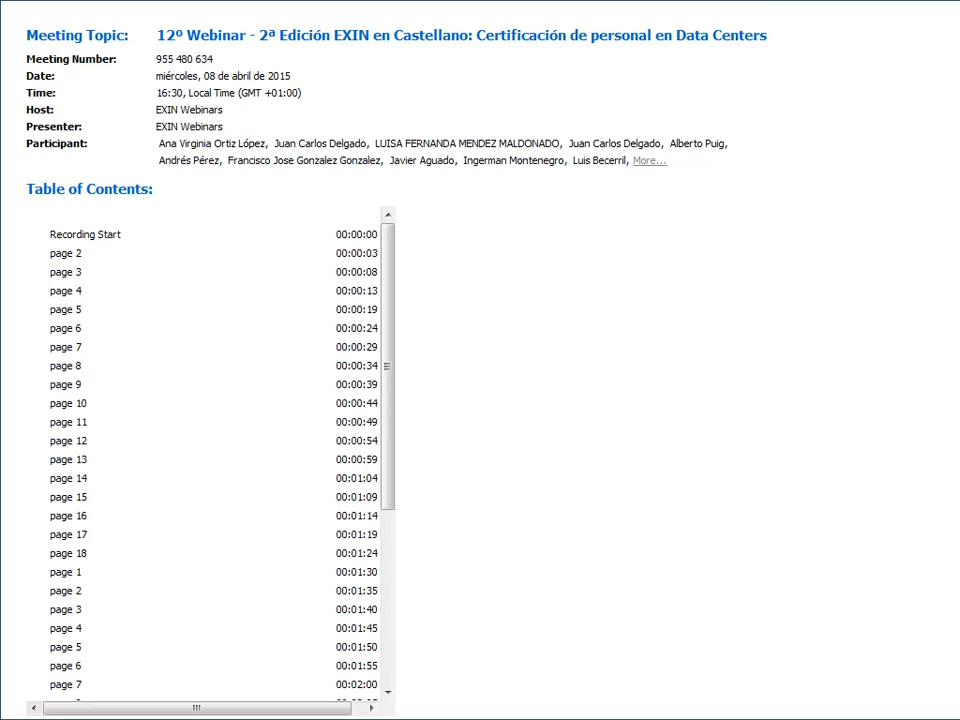 Meeting Topic: 12º Webinar - 2ª Edición EXIN en Castellano: Certificación de personal en Data Centers
Meeting Number: 955 480 634
Date: miércoles, 08 de abril de 2015
Time: 16:30, Local Time (GMT +01:00)
Host: EXIN Webinars
Presenter: EXIN Webinars
Participant: Ana Virginia Ortiz López, Juan Carlos Delgado, LUISA FERNANDA MENDEZ MALDONADO, Juan Carlos Delgado, Alberto Puig,
Andrés Pérez, Francisco Jose Gonzalez Gonzalez, Javier Aguado, Ingerman Montenegro, Luis Becerril, More...
Table of Contents:
Recording Start 00:00:00
page 2 00:00:03
page 3 00:00:08
page 4 00:00:13
page 5 00:00:19
page 6 00:00:24
page 7 00:00:29
page 8 00:00:34
page 9 00:00:39
page 10 00:00:44
page 11 00:00:49
page 12 00:00:54
page 13 00:00:59
page 14 00:01:04
page 15 00:01:09
page 16 00:01:14
page 17 00:01:19
page 18 00:01:24
page 1 00:01:30
page 2 00:01:35
page 3 00:01:40
page 4 00:01:45
page 5 00:01:50
page 6 00:01:55
page 7 00:02:00